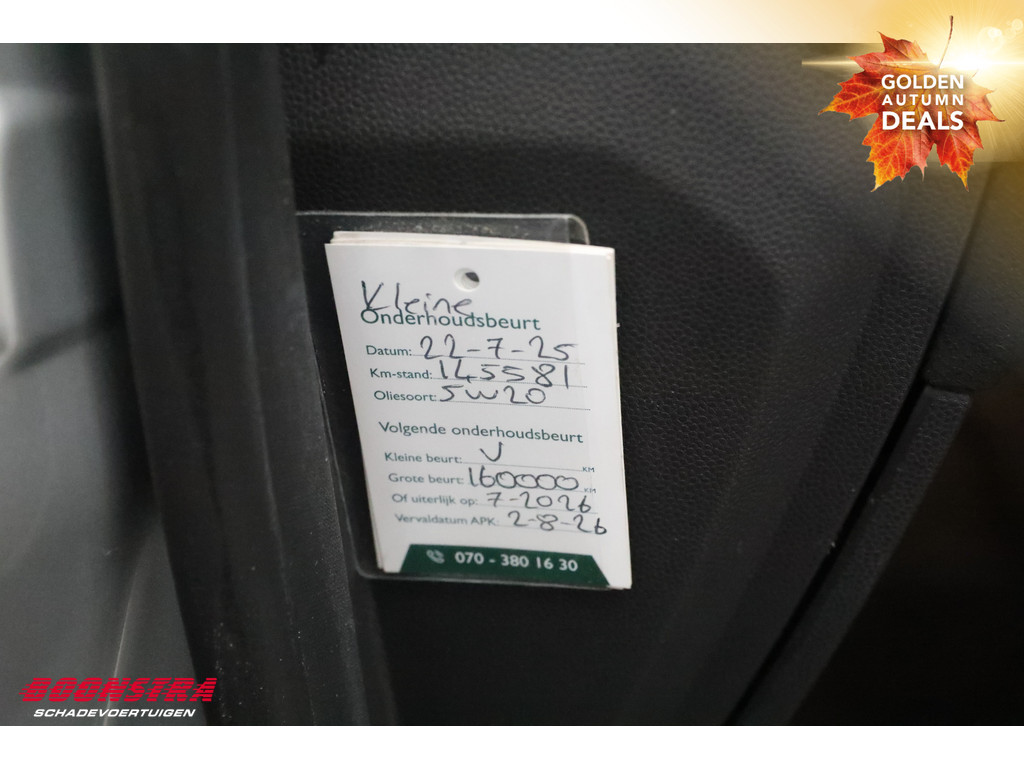 GOLDEN
AUTUMN
DEALS
Kleine
Onderhoudsbeurt
Datum: 22-7-25
Km-stand: 145581
Oliesoort: 5W20
Volgende onderhoudsbeurt
Kleine beurt: V KM
Grote beurt: 160000 KM
Of uiterlijk op: 7-2026
Vervaldatum APK: 2-8-26
070 - 380 16 30
BOONSTRA
SCHADEVOERTUIGEN